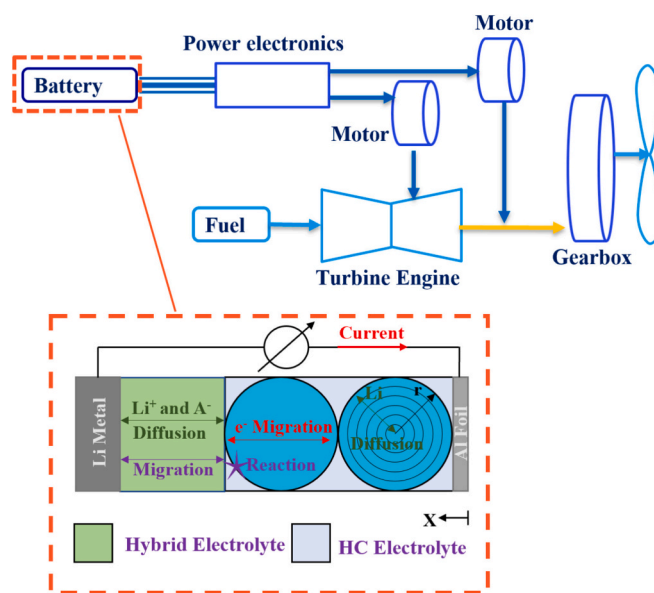 Motor
Power electronics
Battery
Motor
Fuel
Turbine Engine
Gearbox
Current
Li Metal
Li⁺ and A⁻
Diffusion
Migration
e⁻ Migration
Reaction
Li
r
Diffusion
Al Foil
X
Hybrid Electrolyte
HC Electrolyte